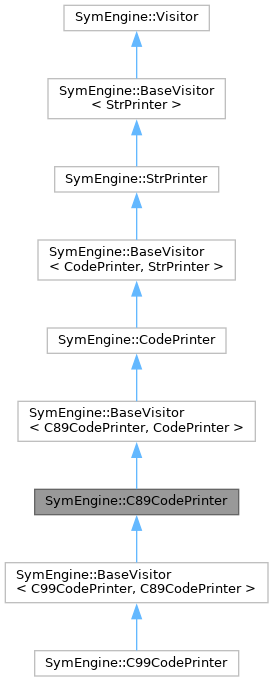 SymEngine::Visitor
SymEngine::BaseVisitor
< StrPrinter >
SymEngine::StrPrinter
SymEngine::BaseVisitor
< CodePrinter, StrPrinter >
SymEngine::CodePrinter
SymEngine::BaseVisitor
< C89CodePrinter, CodePrinter >
SymEngine::C89CodePrinter
SymEngine::BaseVisitor
< C99CodePrinter, C89CodePrinter >
SymEngine::C99CodePrinter